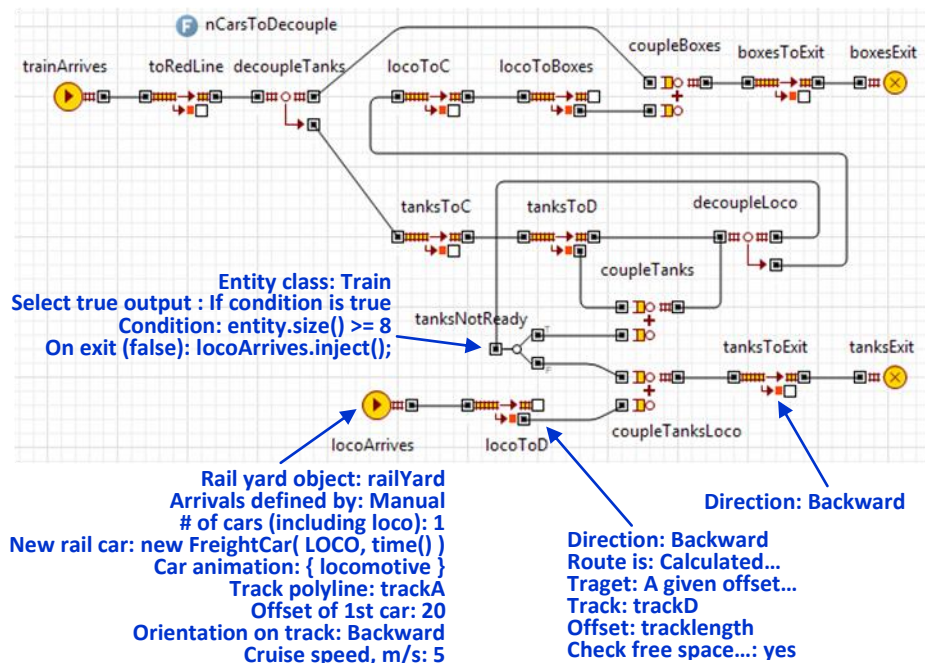 F nCarsToDecouple
trainArrives toRedLine decoupleTanks locoToC locoToBoxes coupleBoxes boxesToExit boxesExit
tanksToC tanksToD decoupleLoco
coupleTanks
Entity class: Train
Select true output : If condition is true
Condition: entity.size() >= 8
On exit (false): locoArrives.inject();
tanksNotReady
T
F
tanksToExit tanksExit
locoArrives locoToD coupleTanksLoco
Rail yard object: railYard
Arrivals defined by: Manual
# of cars (including loco): 1
New rail car: new FreightCar( LOCO, time() )
Car animation: { locomotive }
Track polyline: trackA
Offset of 1st car: 20
Orientation on track: Backward
Cruise speed, m/s: 5
Direction: Backward
Route is: Calculated...
Traget: A given offset...
Track: trackD
Offset: tracklength
Check free space...: yes
Direction: Backward